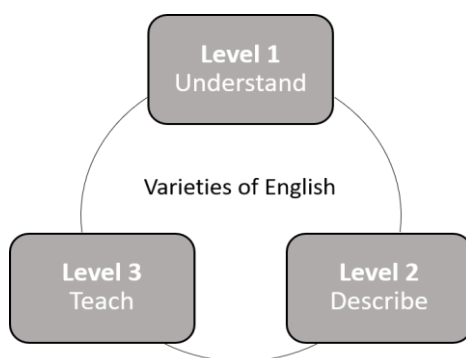 Level 1
Understand
Varieties of English
Level 3
Teach
Level 2
Describe